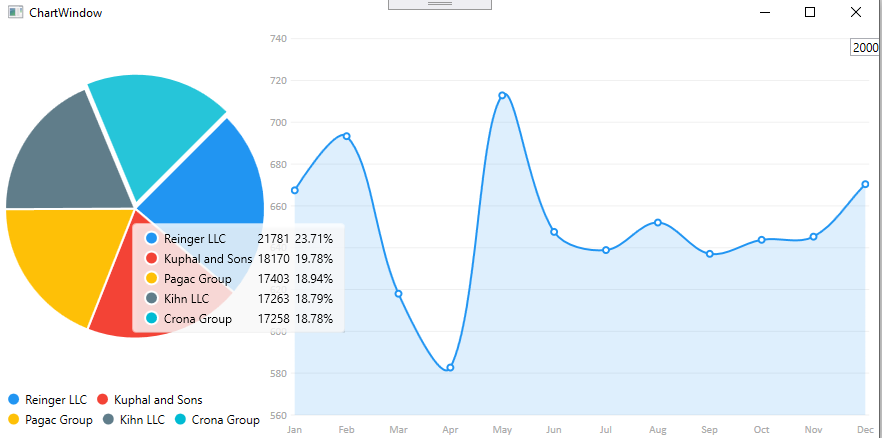 ChartWindow
2000
Reinger LLC 21781 23.71%
Kuphal and Sons 18170 19.78%
Pagac Group 17403 18.94%
Kihn LLC 17263 18.79%
Crona Group 17258 18.78%
Reinger LLC Kuphal and Sons
Pagac Group Kihn LLC Crona Group
740
720
700
680
660
600
580
560
Jan Feb Mar Apr May Jun Jul Aug Sep Oct Nov Dec